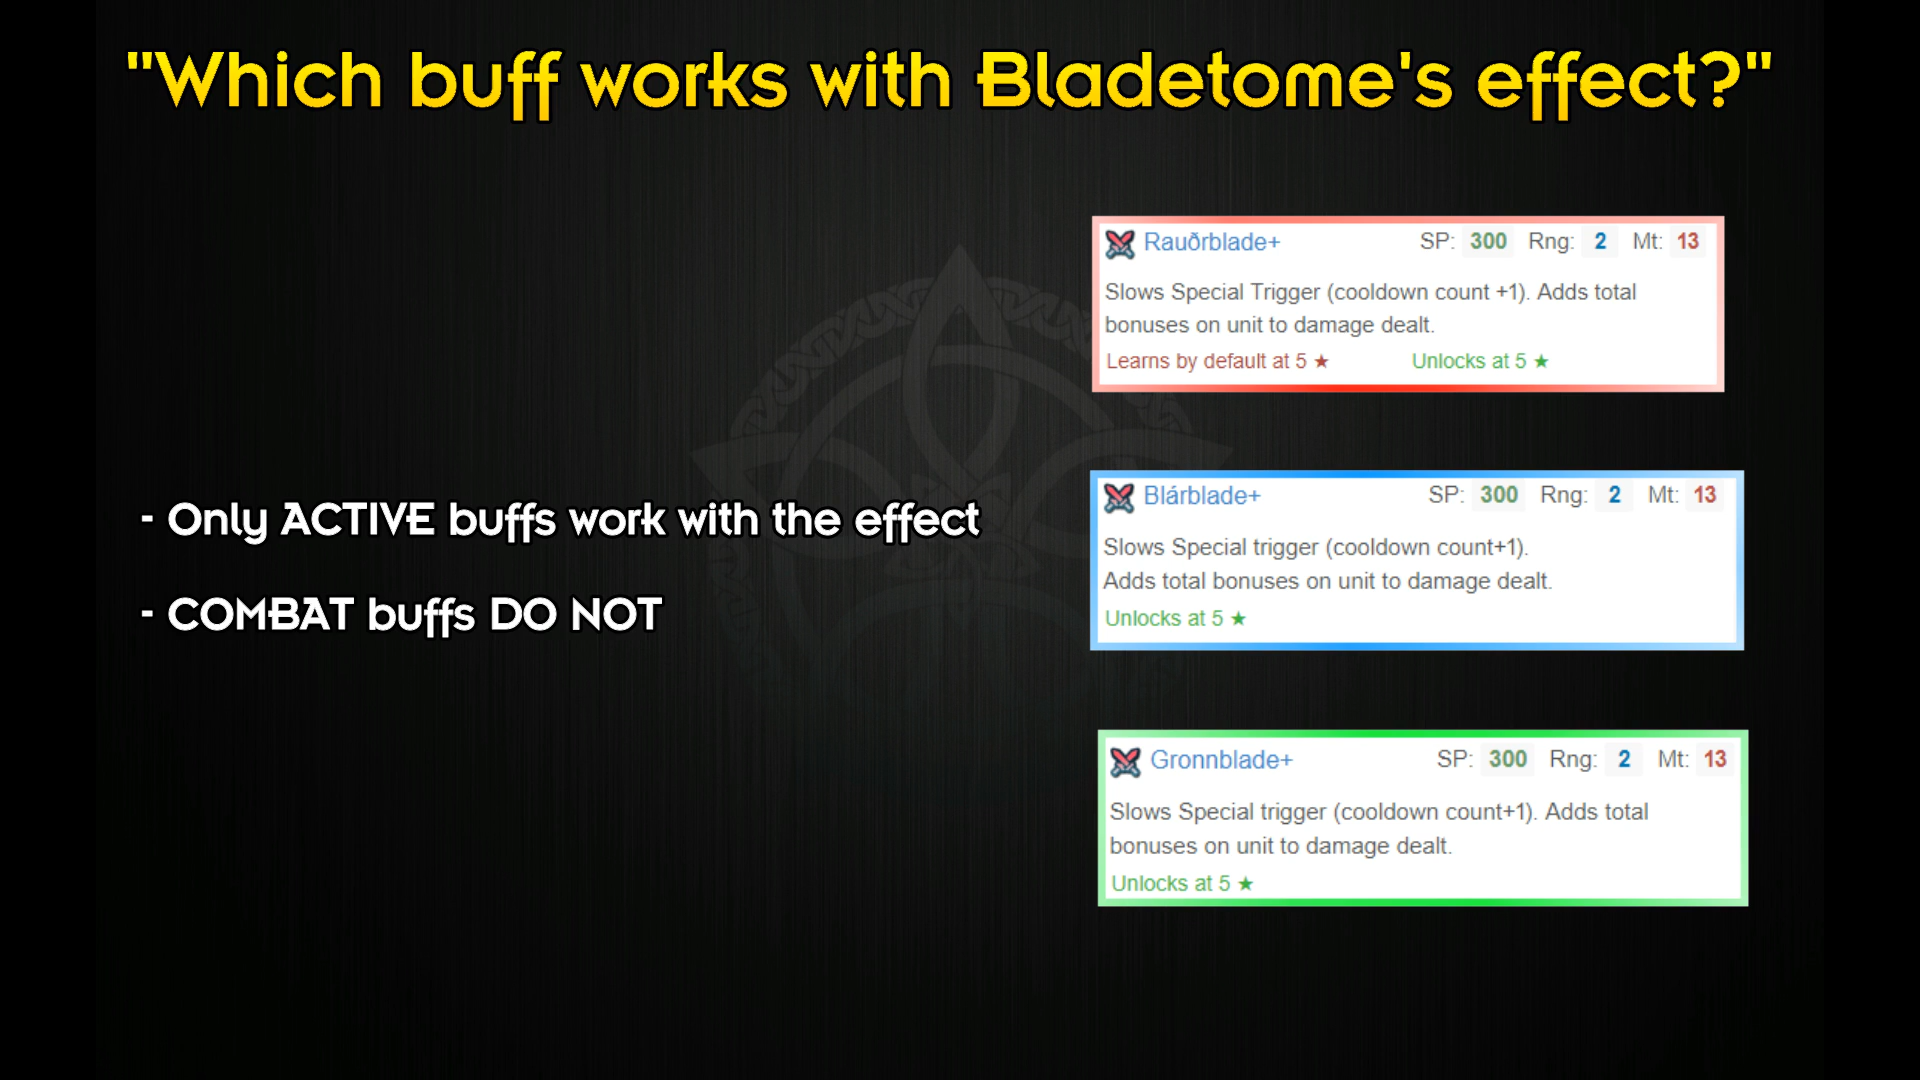 "Which buff works with Bladetome's effect?"
- Only ACTIVE buffs work with the effect
- COMBAT buffs DO NOT
Rauðrblade+ SP: 300 Rng: 2 Mt: 13
Slows Special Trigger (cooldown count +1). Adds total
bonuses on unit to damage dealt.
Learns by default at 5 ★ Unlocks at 5 ★
Blárblade+ SP: 300 Rng: 2 Mt: 13
Slows Special trigger (cooldown count+1).
Adds total bonuses on unit to damage dealt.
Unlocks at 5 ★
Gronnblade+ SP: 300 Rng: 2 Mt: 13
Slows Special trigger (cooldown count+1). Adds total
bonuses on unit to damage dealt.
Unlocks at 5 ★